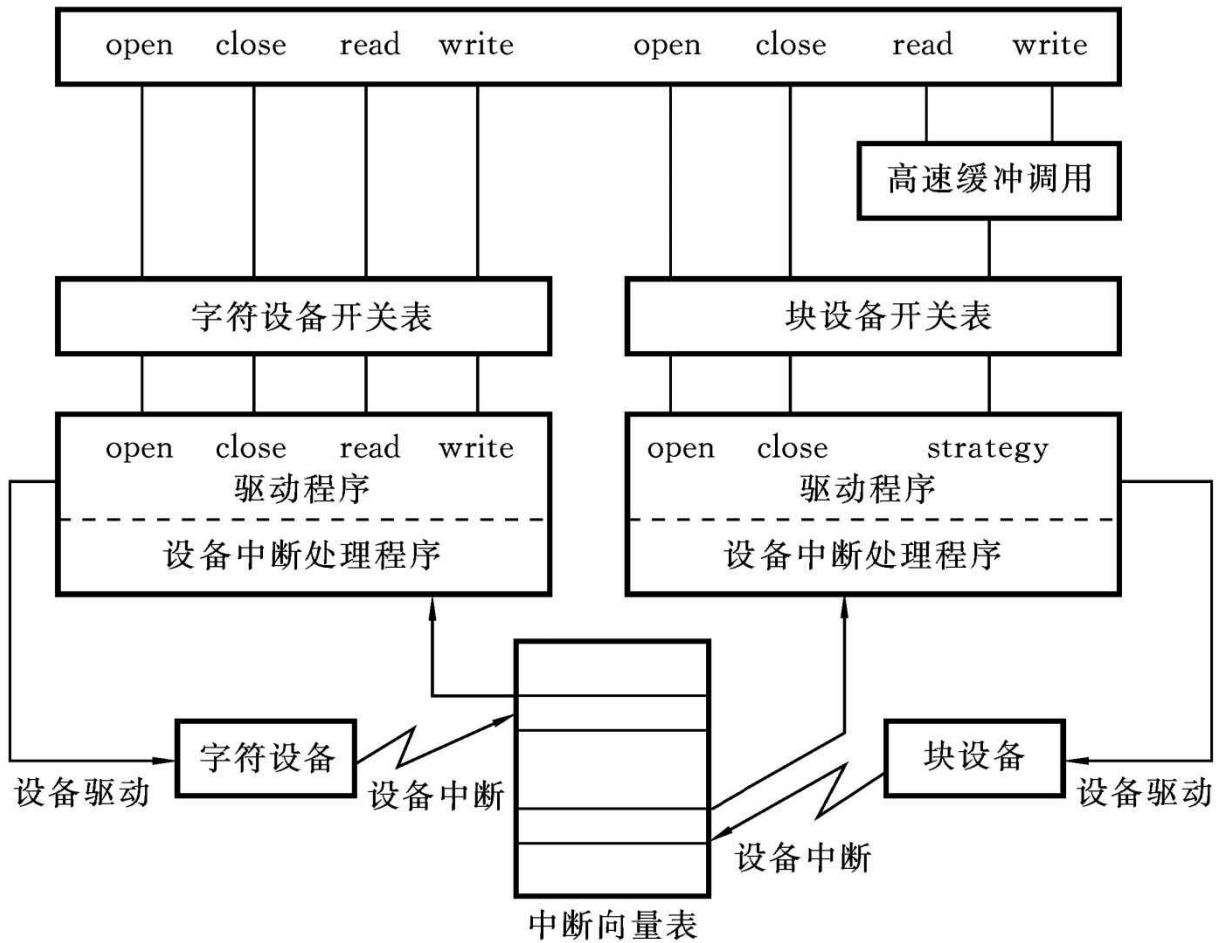 open close read write open close read write
高速缓冲调用
字符设备开关表 块设备开关表
open close read write open close strategy
驱动程序 驱动程序
设备中断处理程序 设备中断处理程序
字符设备 块设备
设备驱动 设备中断 设备驱动
设备中断
中断向量表